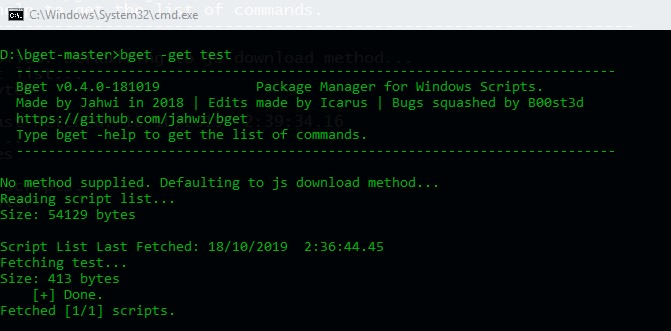 C:\Windows\System32\cmd.exe
D:\bget-master>bget -get test
--------------------------------------------------------------------------
Bget v0.4.0-181019 Package Manager for Windows Scripts.
Made by Jahwi in 2018 | Edits made by Icarus | Bugs squashed by B00st3d
https://github.com/jahwi/bget
Type bget -help to get the list of commands.
--------------------------------------------------------------------------
No method supplied. Defaulting to js download method...
Reading script list...
Size: 54129 bytes
Script List Last Fetched: 18/10/2019 2:36:44.45
Fetching test...
Size: 413 bytes
[+] Done.
Fetched [1/1] scripts.